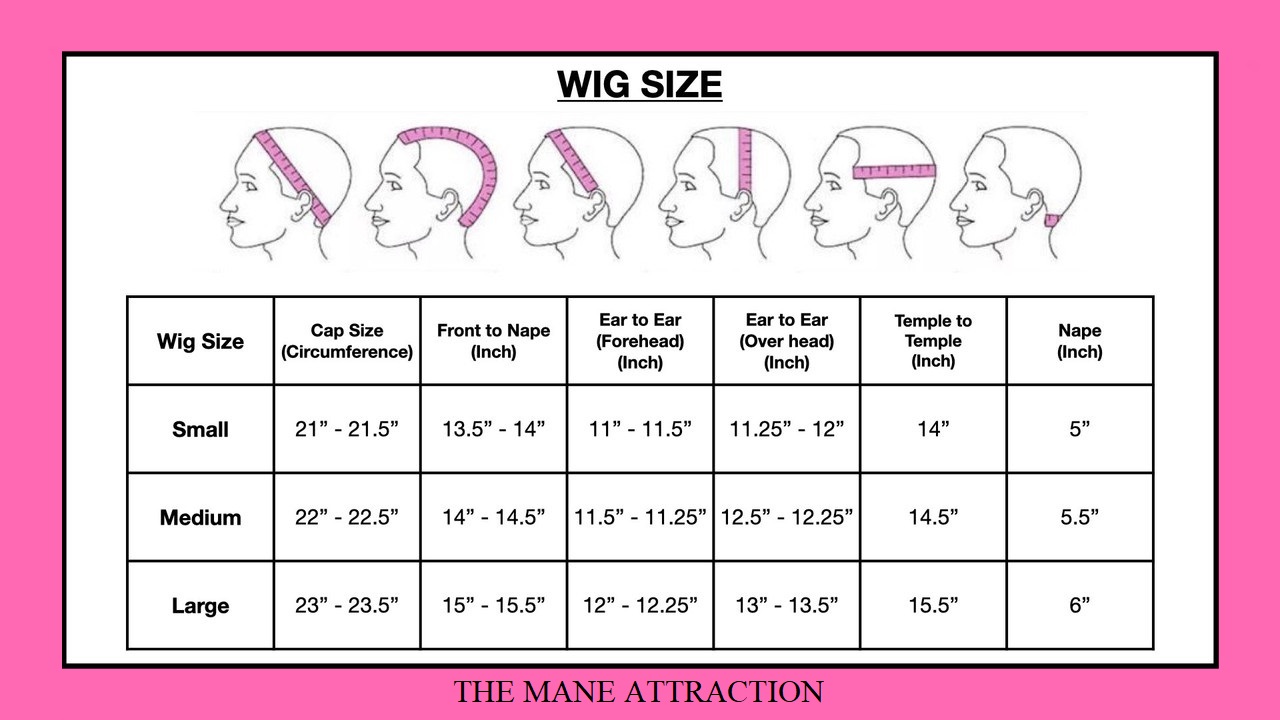 WIG SIZE
Wig Size
Cap Size
(Circumference)
Front to Nape
(Inch)
Ear to Ear
(Forehead)
(Inch)
Ear to Ear
(Over head)
(Inch)
Temple to
Temple
(Inch)
Nape
(Inch)
Small
21” - 21.5”
13.5” - 14”
11” - 11.5”
11.25” - 12”
14”
5”
Medium
22” - 22.5”
14” - 14.5”
11.5” - 11.25”
12.5” - 12.25”
14.5”
5.5”
Large
23” - 23.5”
15” - 15.5”
12” - 12.25”
13” - 13.5”
15.5”
6”
THE MANE ATTRACTION